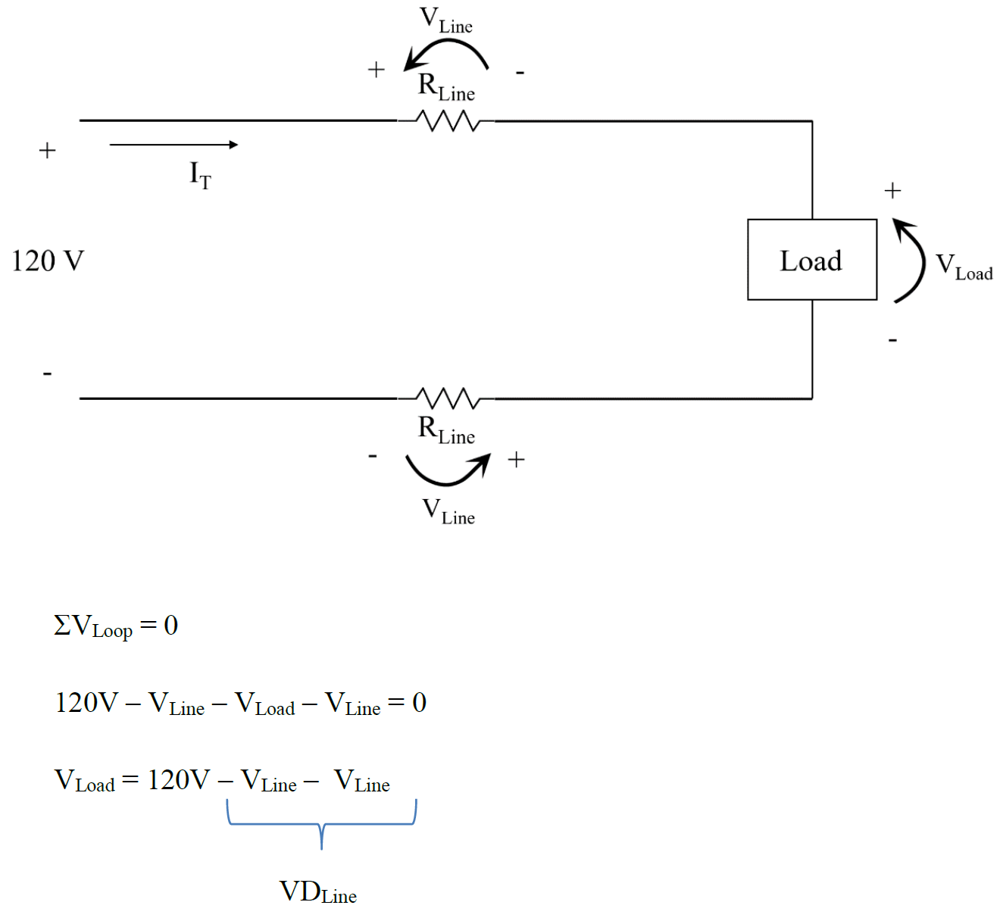 V_Line
+ -
R_Line
+
I_T
+
120 V
Load
V_Load
-
-
R_Line
- +
V_Line
ΣV_Loop = 0
120V – V_Line – V_Load – V_Line = 0
V_Load = 120V – V_Line – V_Line
VD_Line